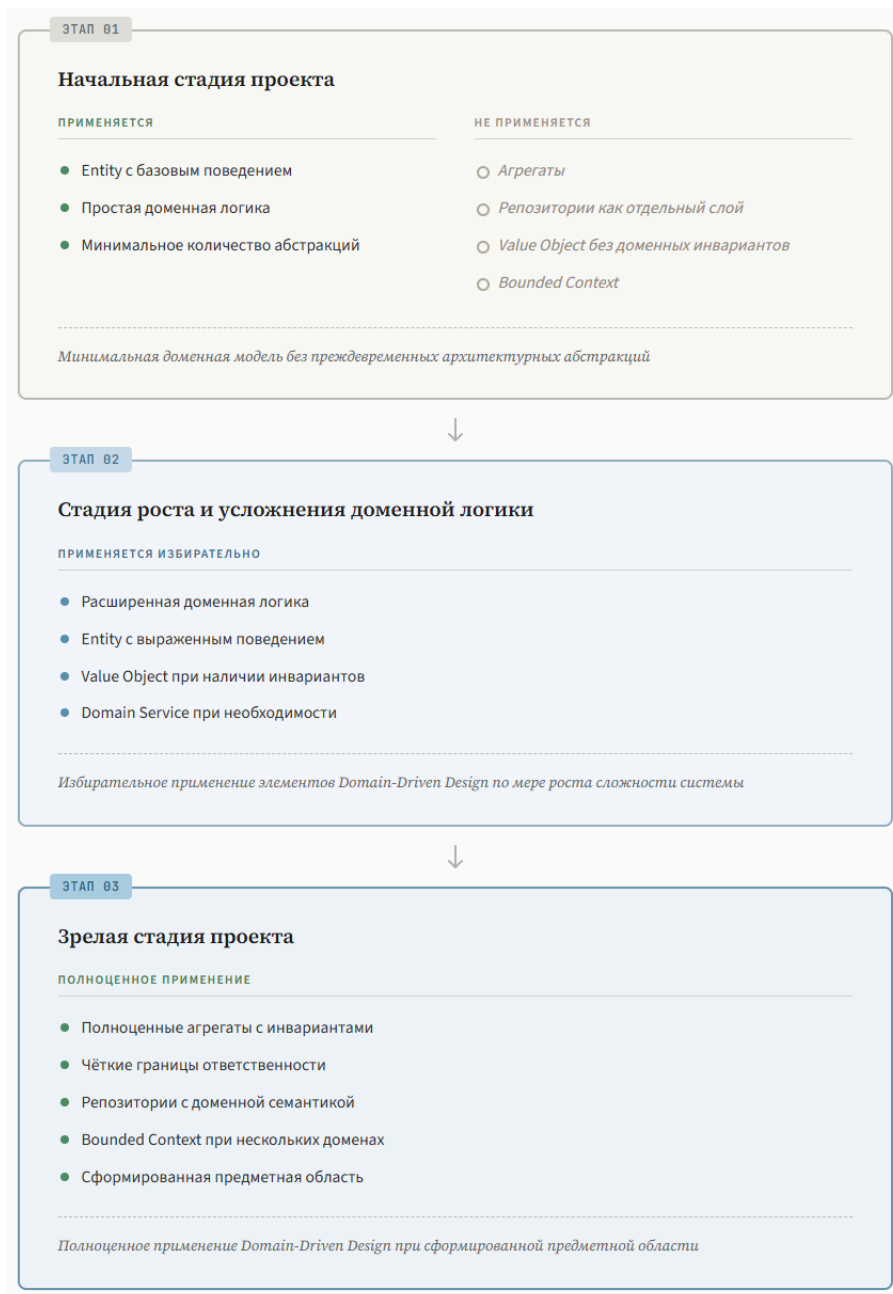 ЭТАП 01
Начальная стадия проекта
ПРИМЕНЯЕТСЯ
Entity с базовым поведением
Простая доменная логика
Минимальное количество абстракций
НЕ ПРИМЕНЯЕТСЯ
Агрегаты
Репозитории как отдельный слой
Value Object без доменных инвариантов
Bounded Context
Минимальная доменная модель без преждевременных архитектурных абстракций
ЭТАП 02
Стадия роста и усложнения доменной логики
ПРИМЕНЯЕТСЯ ИЗБИРАТЕЛЬНО
Расширенная доменная логика
Entity с выраженным поведением
Value Object при наличии инвариантов
Domain Service при необходимости
Избирательное применение элементов Domain-Driven Design по мере роста сложности системы
ЭТАП 03
Зрелая стадия проекта
ПОЛНОЦЕННОЕ ПРИМЕНЕНИЕ
Полноценные агрегаты с инвариантами
Чёткие границы ответственности
Репозитории с доменной семантикой
Bounded Context при нескольких доменах
Сформированная предметная область
Полноценное применение Domain-Driven Design при сформированной предметной области